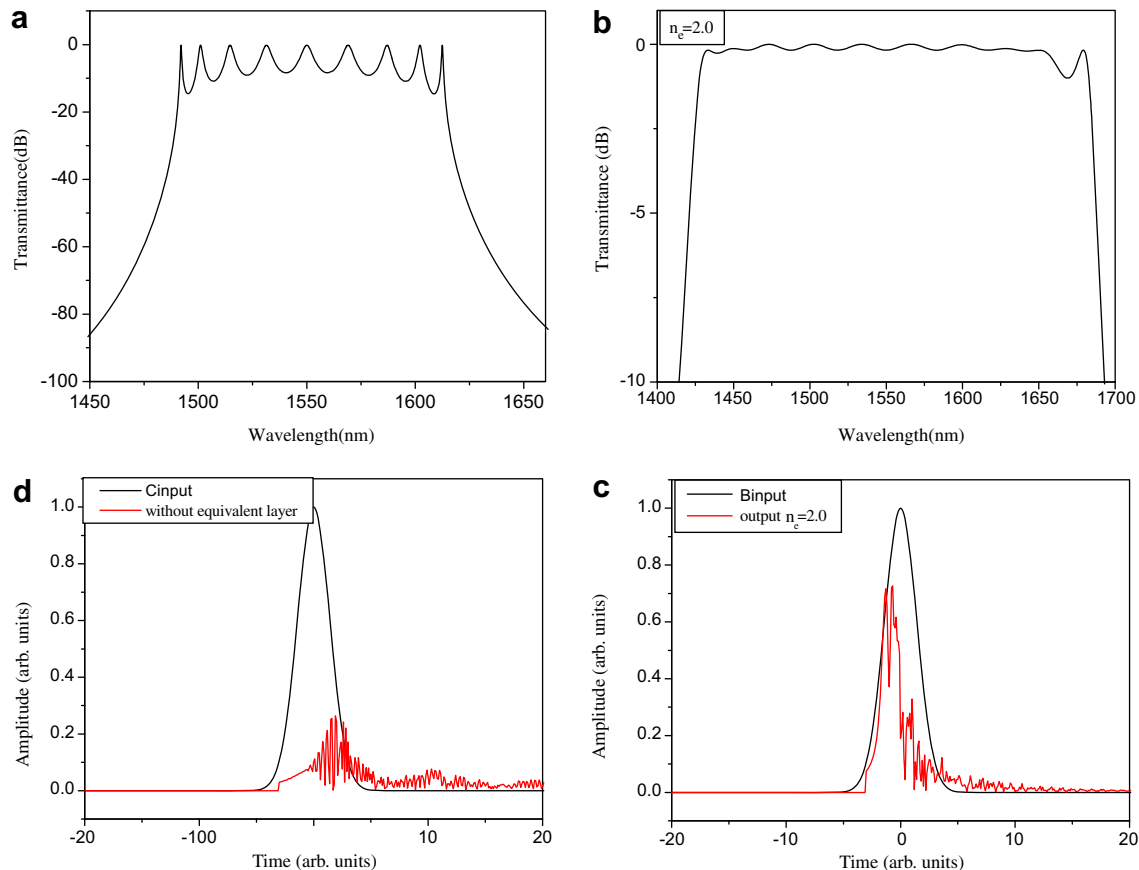 a
0
-20
-40
-60
-80
-100
1450
1500
1550
1600
1650
Transmittance(dB)
Wavelength(nm)
b
nₑ=2.0
0
-5
-10
1400
1450
1500
1550
1600
1650
1700
Transmittance (dB)
Wavelength(nm)
d
Cinput
without equivalent layer
1.0
0.8
0.6
0.4
0.2
0.0
-20
-100
10
20
Amplitude (arb. units)
Time (arb. units)
c
Binput
output nₑ=2.0
1.0
0.8
0.6
0.4
0.2
0.0
-20
-10
0
10
20
Amplitude (arb. units)
Time (arb. units)